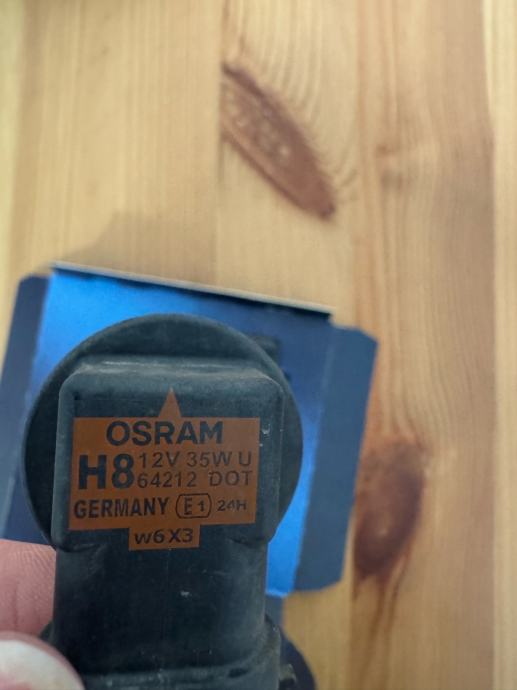 OSRAM
H8 12V 35W U
64212 DOT
GERMANY E1 24H
w6X3